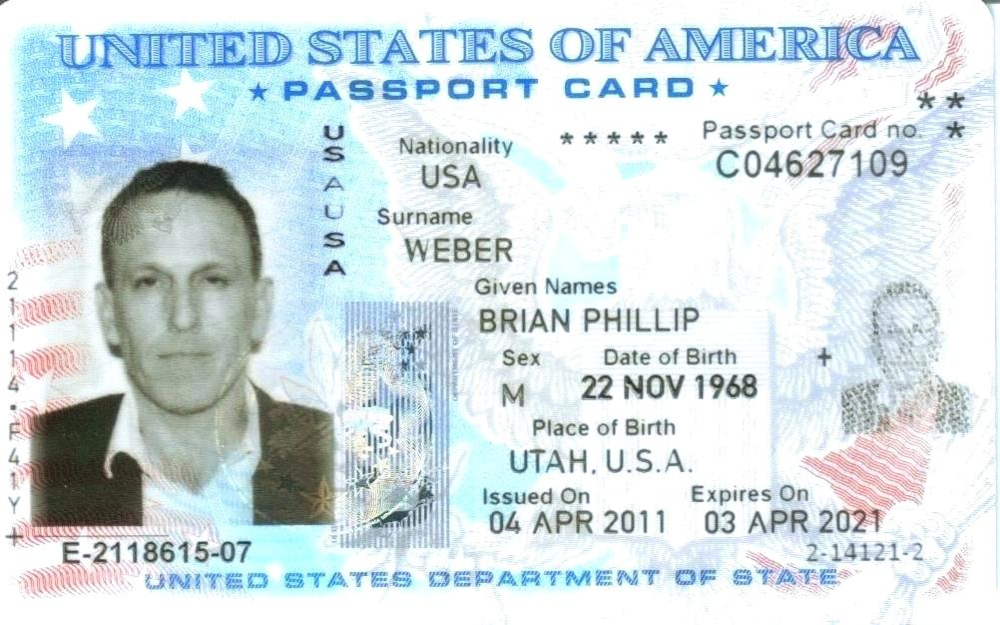 UNITED STATES OF AMERICA
★ PASSPORT CARD ★
USAUSA
Nationality
USA
*****
Passport Card no.
C04627109
**
*
Surname
WEBER
Given Names
BRIAN PHILLIP
Sex
M
Date of Birth
22 NOV 1968
+
Place of Birth
UTAH, U.S.A.
Issued On
04 APR 2011
Expires On
03 APR 2021
2-14121-2
E-2118615-07
UNITED STATES DEPARTMENT OF STATE